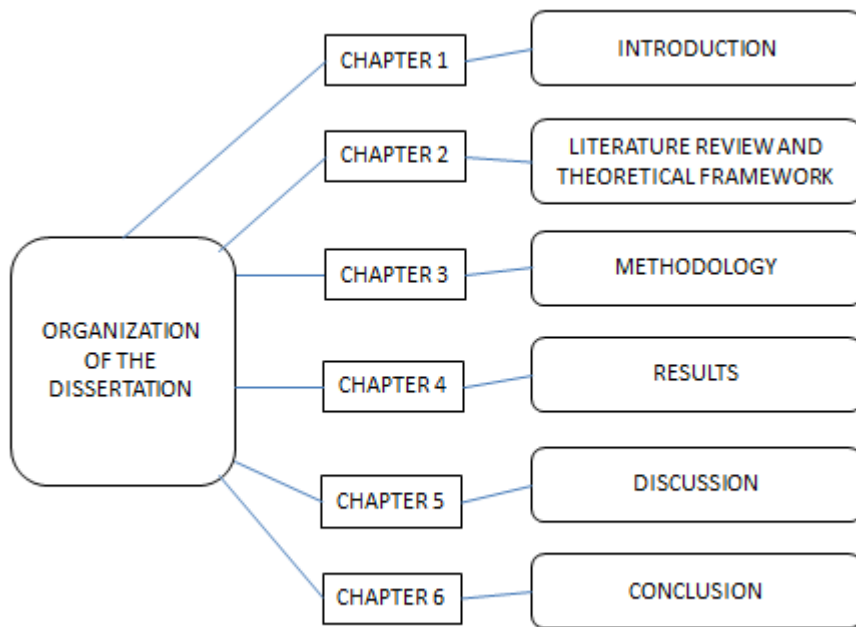 CHAPTER 1
INTRODUCTION
CHAPTER 2
LITERATURE REVIEW AND
THEORETICAL FRAMEWORK
CHAPTER 3
METHODOLOGY
ORGANIZATION
OF THE
DISSERTATION
CHAPTER 4
RESULTS
CHAPTER 5
DISCUSSION
CHAPTER 6
CONCLUSION